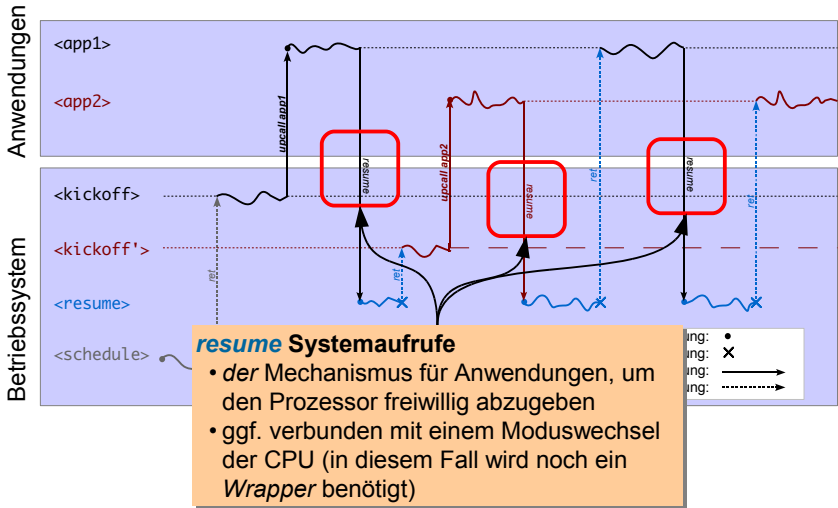 Anwendungen
<app1>
<app2>
upcall app1
resume
upcall app2
resume
ret
resume
ret
Betriebssystem
<kickoff>
<kickoff'>
<resume>
<schedule>
ret
ret
resume Systemaufrufe
• der Mechanismus für Anwendungen, um
den Prozessor freiwillig abzugeben
• ggf. verbunden mit einem Moduswechsel
der CPU (in diesem Fall wird noch ein
Wrapper benötigt)
ung:
ung:
ung:
ung: